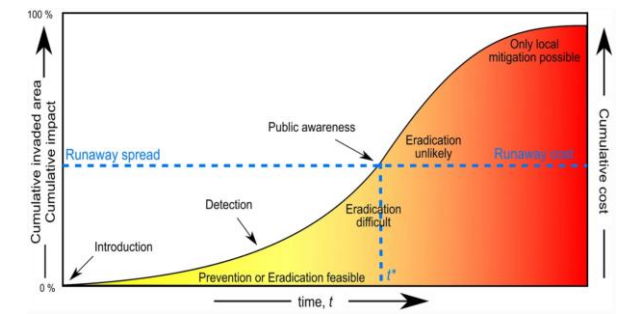 100 %
Only local
mitigation possible
Public awareness
Eradication
unlikely
Runaway spread
Runaway cost
Detection
Eradication
difficult
Introduction
Prevention or Eradication feasible
t*
0 %
time, t
Cumulative invaded area
Cumulative impact
Cumulative cost